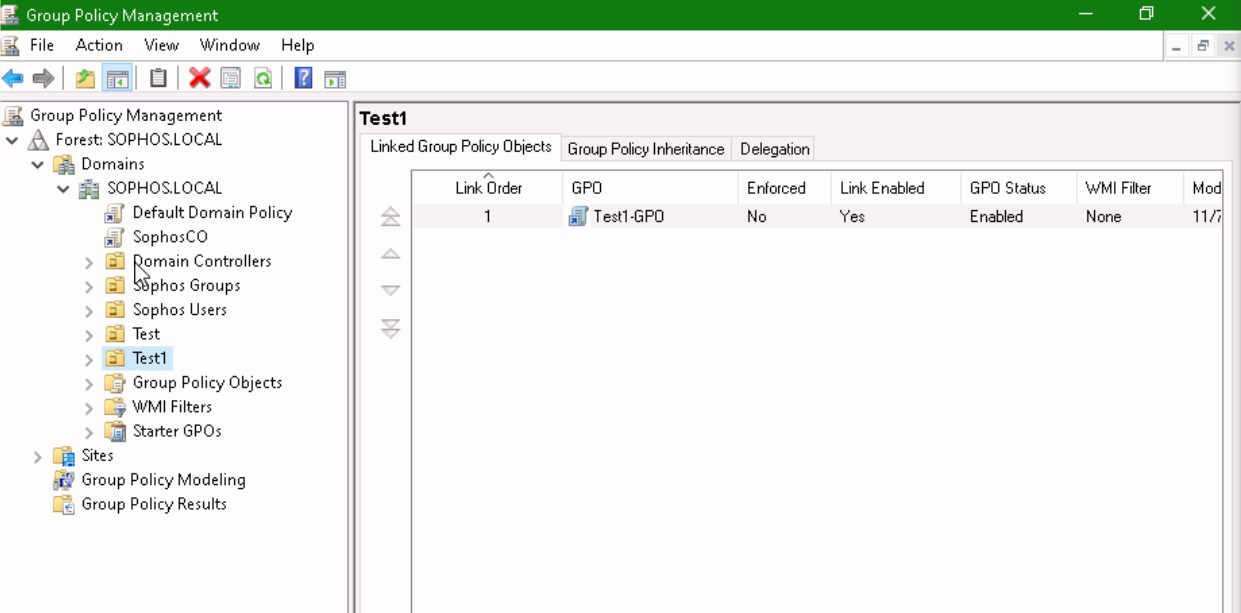 Group Policy Management
File Action View Window Help
Group Policy Management
Forest: SOPHOS.LOCAL
Domains
SOPHOS.LOCAL
Default Domain Policy
SophosCO
Domain Controllers
Sophos Groups
Sophos Users
Test
Test1
Group Policy Objects
WMI Filters
Starter GPOs
Sites
Group Policy Modeling
Group Policy Results
Test1
Linked Group Policy Objects Group Policy Inheritance Delegation
Link Order GPO Enforced Link Enabled GPO Status WMI Filter Mod
1 Test1-GPO No Yes Enabled None 11/7